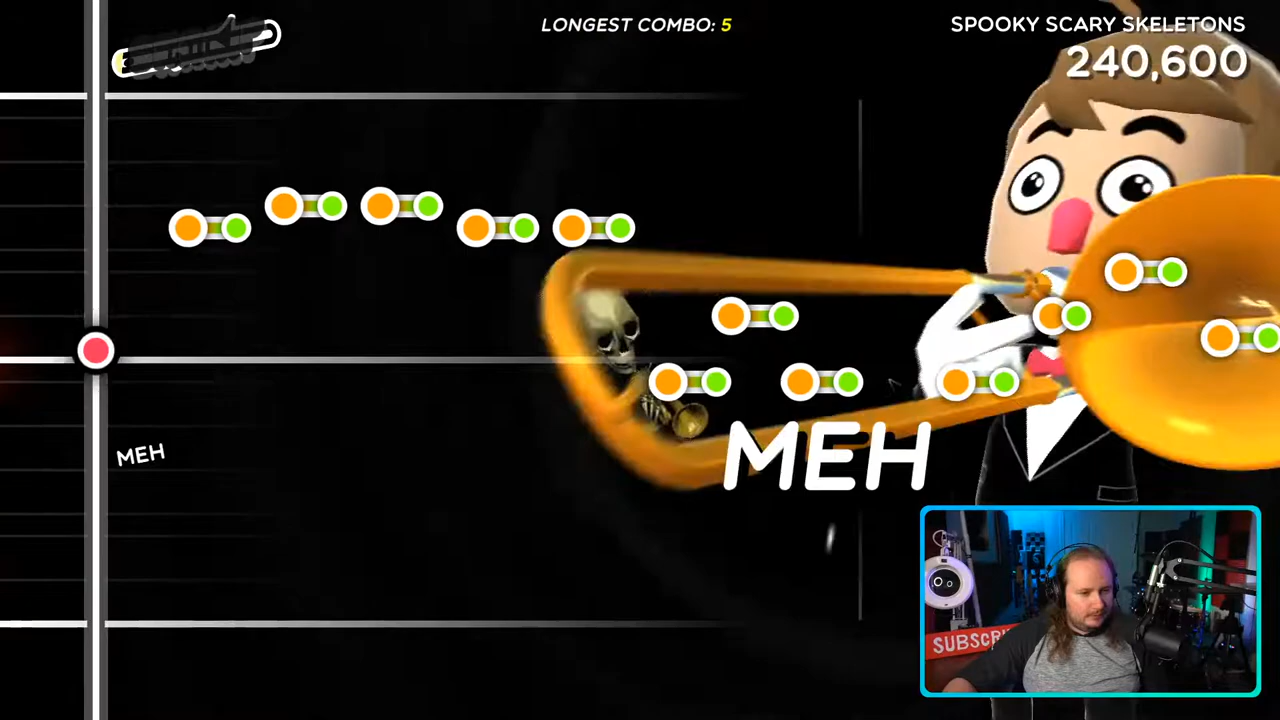 LONGEST COMBO: 5
SPOOKY SCARY SKELETONS
240,600
MEH
MEH
SUBSCRI